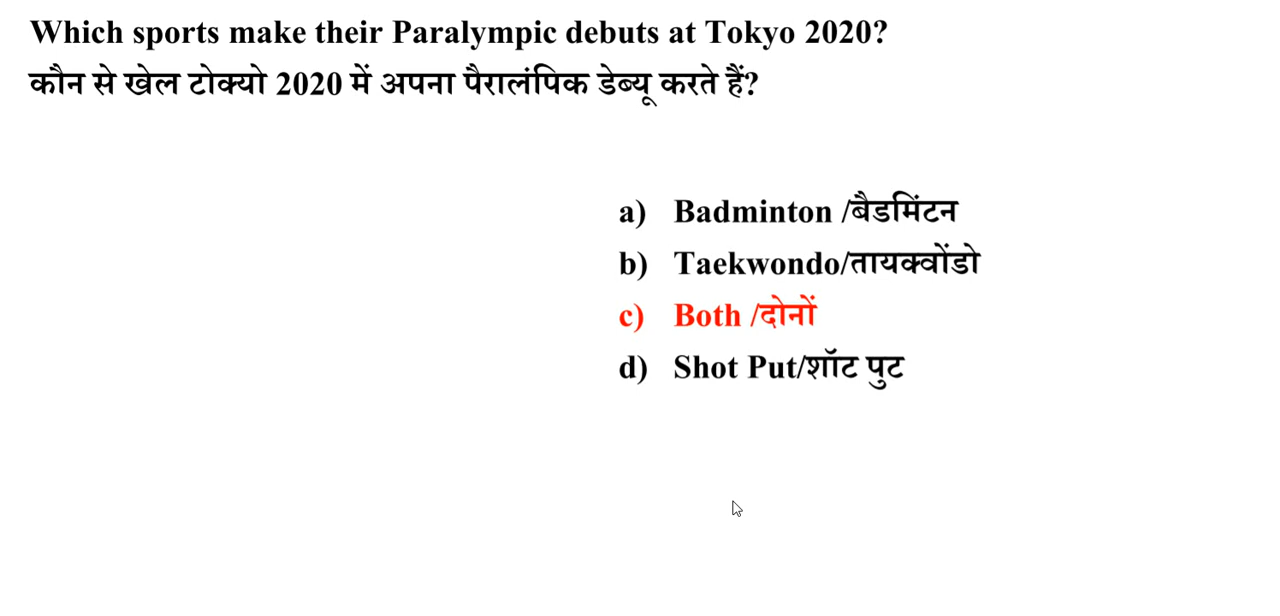 Which sports make their Paralympic debuts at Tokyo 2020?
कौन से खेल टोक्यो 2020 में अपना पैरालंपिक डेब्यू करते हैं?
a) Badminton /बैडमिंटन
b) Taekwondo/तायक्वोंडो
c) Both /दोनों
d) Shot Put/शॉट पुट